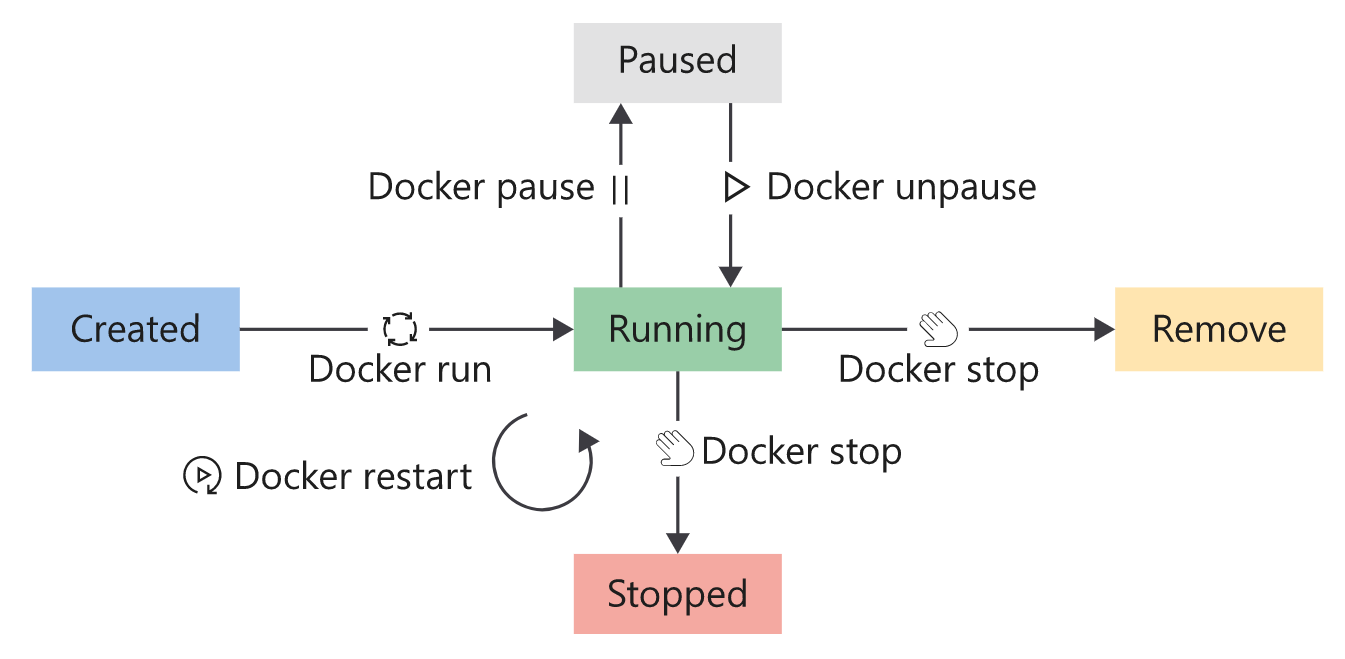 Paused
Docker pause
Docker unpause
Created
Running
Remove
Docker run
Docker stop
Docker restart
Docker stop
Stopped